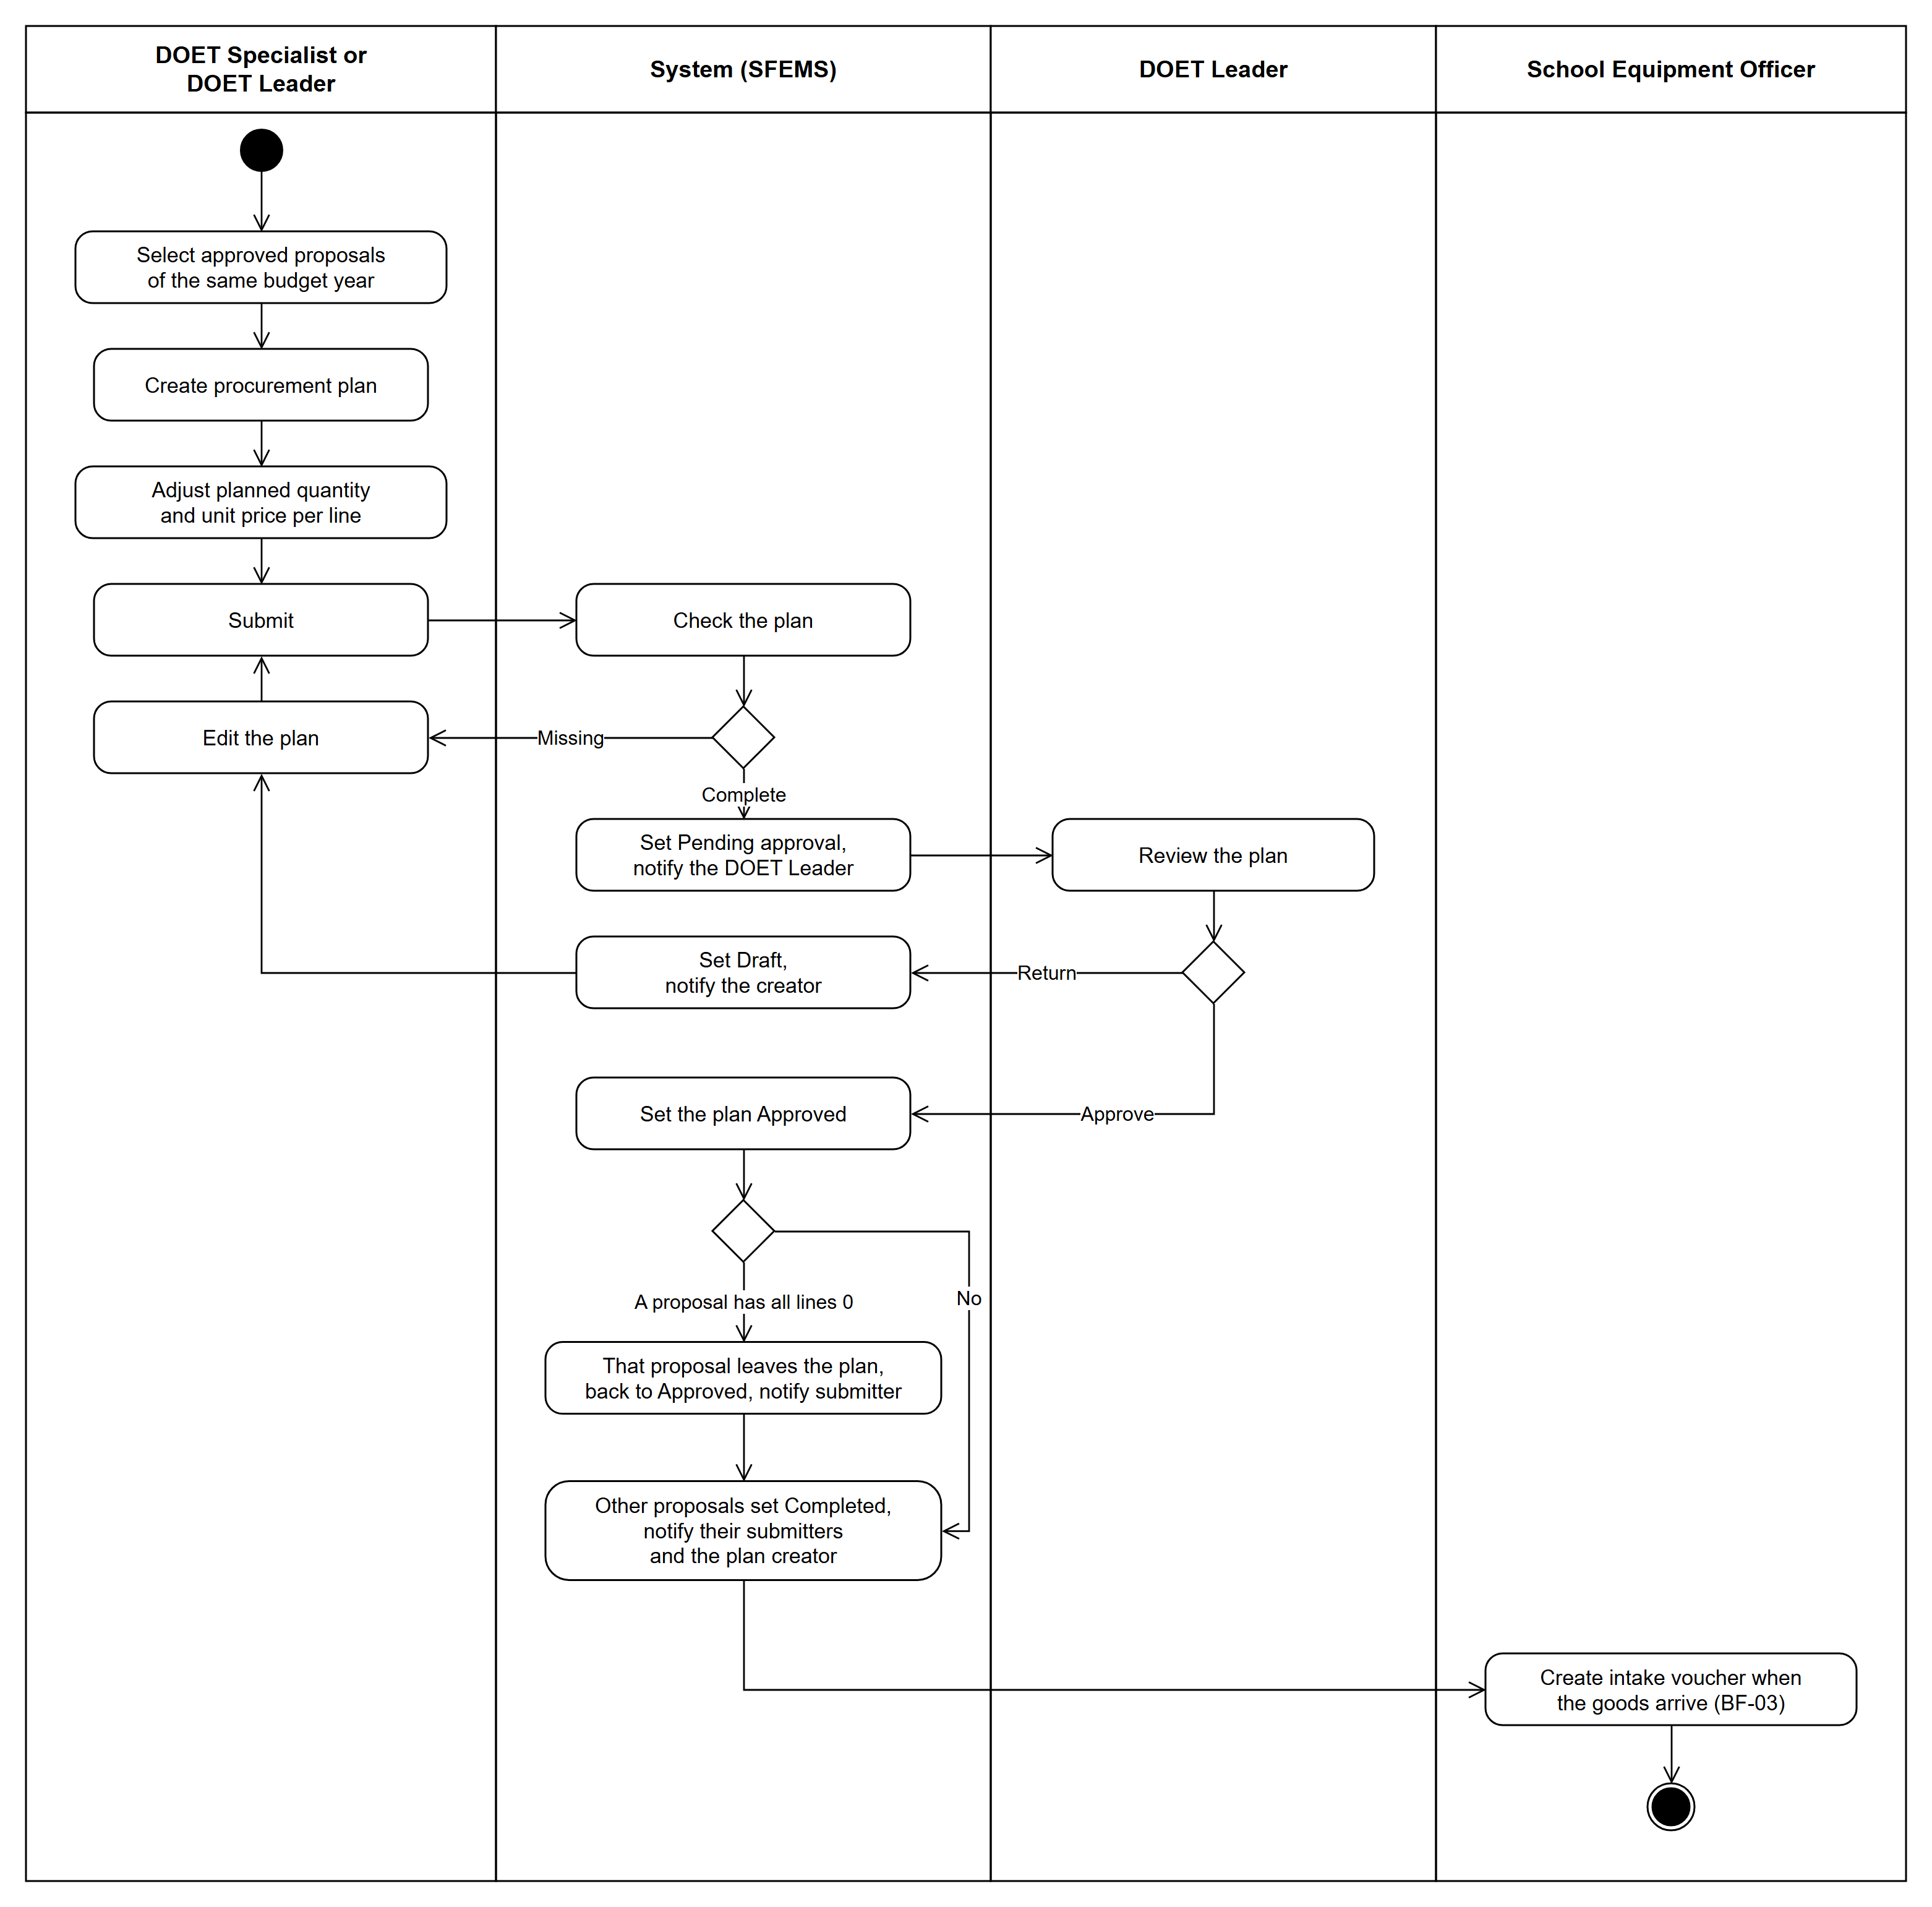 DOET Specialist or
DOET Leader
System (SFEMS)
DOET Leader
School Equipment Officer
Select approved proposals
of the same budget year
Create procurement plan
Adjust planned quantity
and unit price per line
Submit
Check the plan
Edit the plan
Missing
Complete
Set Pending approval,
notify the DOET Leader
Review the plan
Set Draft,
notify the creator
Return
Set the plan Approved
Approve
A proposal has all lines 0
No
That proposal leaves the plan,
back to Approved, notify submitter
Other proposals set Completed,
notify their submitters
and the plan creator
Create intake voucher when
the goods arrive (BF-03)